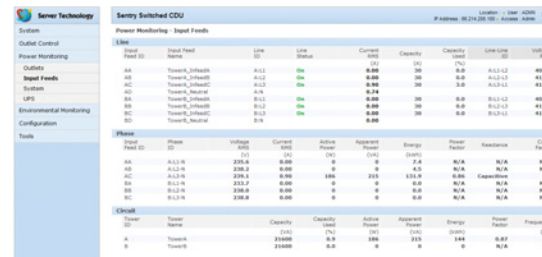 Server Technology
Sentry Switched CDU
Location : User ADMN
IP Address 66.214.208.100 : Access Admin
System
Outlet Control
Power Monitoring
Outlets
Input Feeds
System
UPS
Environmental Monitoring
Configuration
Tools
Power Monitoring - Input Feeds
Line
Input Feed ID Input Feed Name Line ID Line Status Current RMS Capacity Capacity Used Line-Line ID
(A) (A) (%)
AA TowerA_InfeedA A:L1 On 0.00 30 0.0 A:L1-L2
AB TowerA_InfeedB A:L2 On 0.00 30 0.0 A:L2-L3
AC TowerA_InfeedC A:L3 On 0.90 30 3.0 A:L3-L1
AD TowerA_Neutral A:N 0.74
BA TowerB_InfeedA B:L1 On 0.00 30 0.0 B:L1-L2
BB TowerB_InfeedB B:L2 On 0.00 30 0.0 B:L2-L3
BC TowerB_InfeedC B:L3 On 0.00 30 0.0 B:L3-L1
BD TowerB_Neutral B:N 0.00
Phase
Input Feed ID Phase ID Voltage RMS Current RMS Active Power Apparent Power Energy Power Factor Reactance
(V) (A) (W) (VA) (kWh)
AA A:L1-N 235.6 0.00 0 0 7.4 N/A N/A
AB A:L2-N 238.2 0.00 0 0 4.5 N/A N/A
AC A:L3-N 239.1 0.90 186 215 131.9 0.86 Capacitive
BA B:L1-N 233.7 0.00 0 0 0.0 N/A N/A
BB B:L2-N 238.0 0.00 0 0 0.0 N/A N/A
BC B:L3-N 238.8 0.00 0 0 0.0 N/A N/A
Circuit
Tower ID Tower Name Capacity Capacity Used Active Power Apparent Power Energy Power Factor
(VA) (%) (W) (VA) (kWh)
A TowerA 21600 0.9 186 215 144 0.87
B TowerB 21600 0.0 0 0 0 N/A